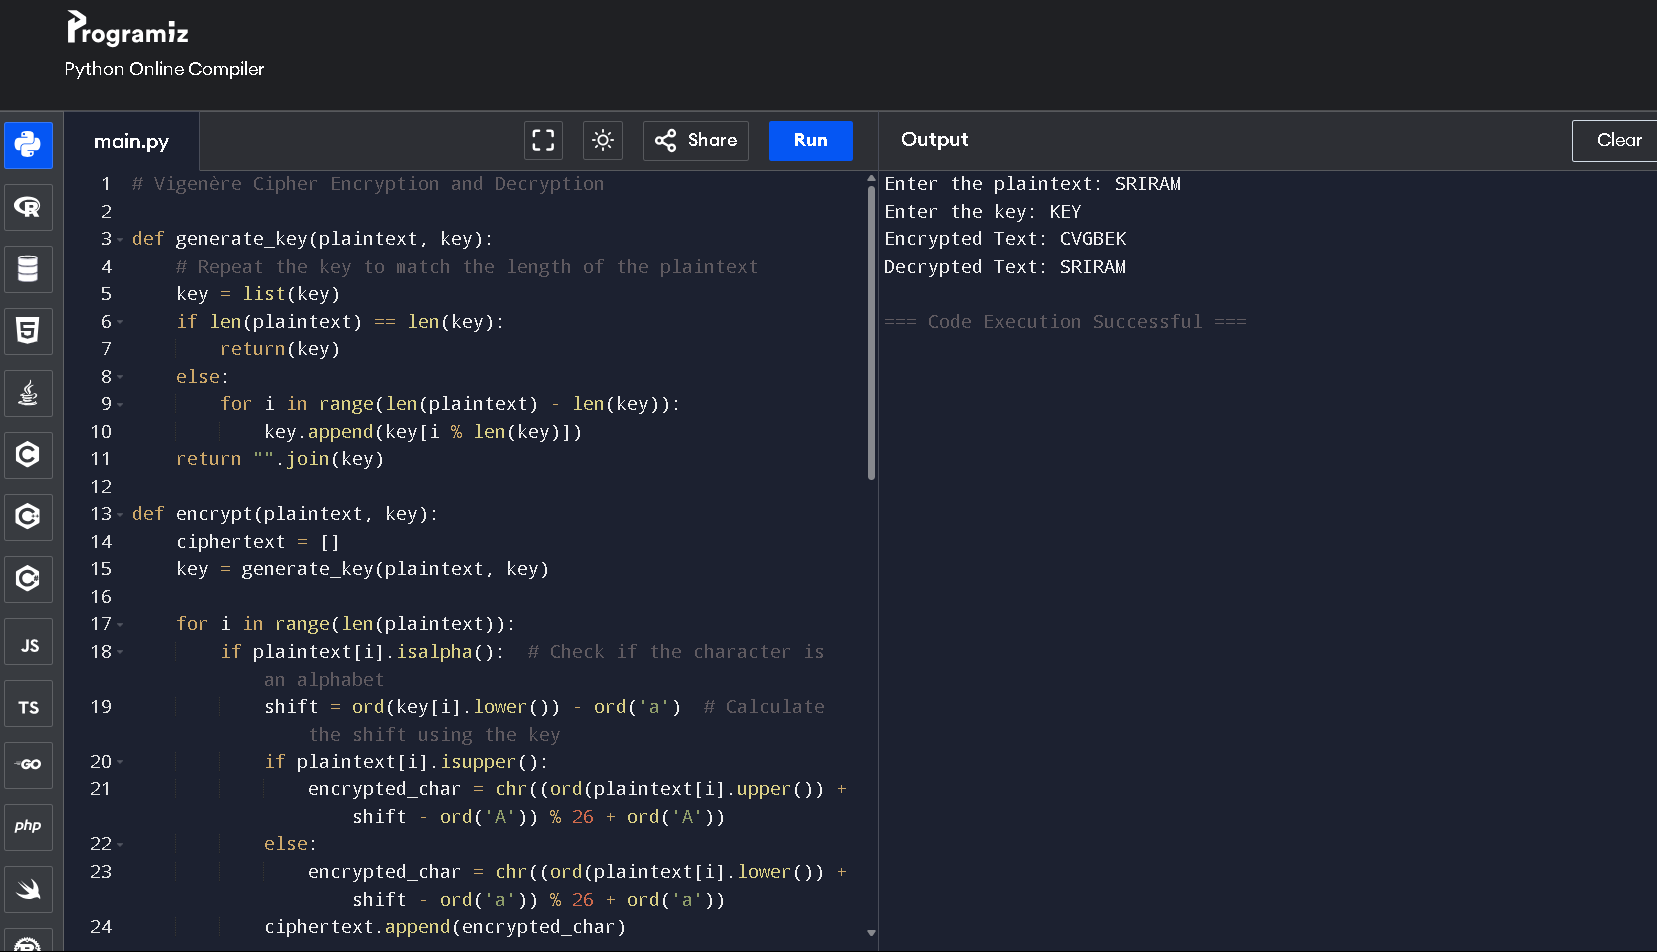 Programiz
Python Online Compiler
main.py
Share
Run
Output
Clear
1 # Vigenère Cipher Encryption and Decryption
2
3 def generate_key(plaintext, key):
4 # Repeat the key to match the length of the plaintext
5 key = list(key)
6 if len(plaintext) == len(key):
7 return(key)
8 else:
9 for i in range(len(plaintext) - len(key)):
10 key.append(key[i % len(key)])
11 return "".join(key)
12
13 def encrypt(plaintext, key):
14 ciphertext = []
15 key = generate_key(plaintext, key)
16
17 for i in range(len(plaintext)):
18 if plaintext[i].isalpha():  # Check if the character is
an alphabet
19 shift = ord(key[i].lower()) - ord('a')  # Calculate
the shift using the key
20 if plaintext[i].isupper():
21 encrypted_char = chr((ord(plaintext[i].upper()) +
shift - ord('A')) % 26 + ord('A'))
22 else:
23 encrypted_char = chr((ord(plaintext[i].lower()) +
shift - ord('a')) % 26 + ord('a'))
24 ciphertext.append(encrypted_char)
Enter the plaintext: SRIRAM
Enter the key: KEY
Encrypted Text: CVGBEK
Decrypted Text: SRIRAM
=== Code Execution Successful ===
R
5
C
C++
C#
JS
TS
GO
php